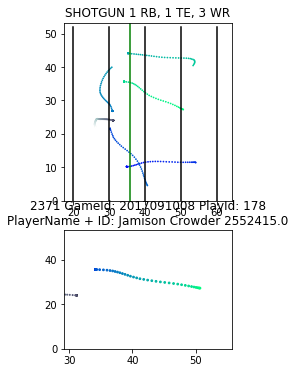 SHOTGUN 1 RB, 1 TE, 3 WR
50
40
30
20
10
0
20 30 40 50 60
2371 GameId: 2017091008 PlayId: 178
PlayerName + ID: Jamison Crowder 2552415.0
40
20
0
30 40 50